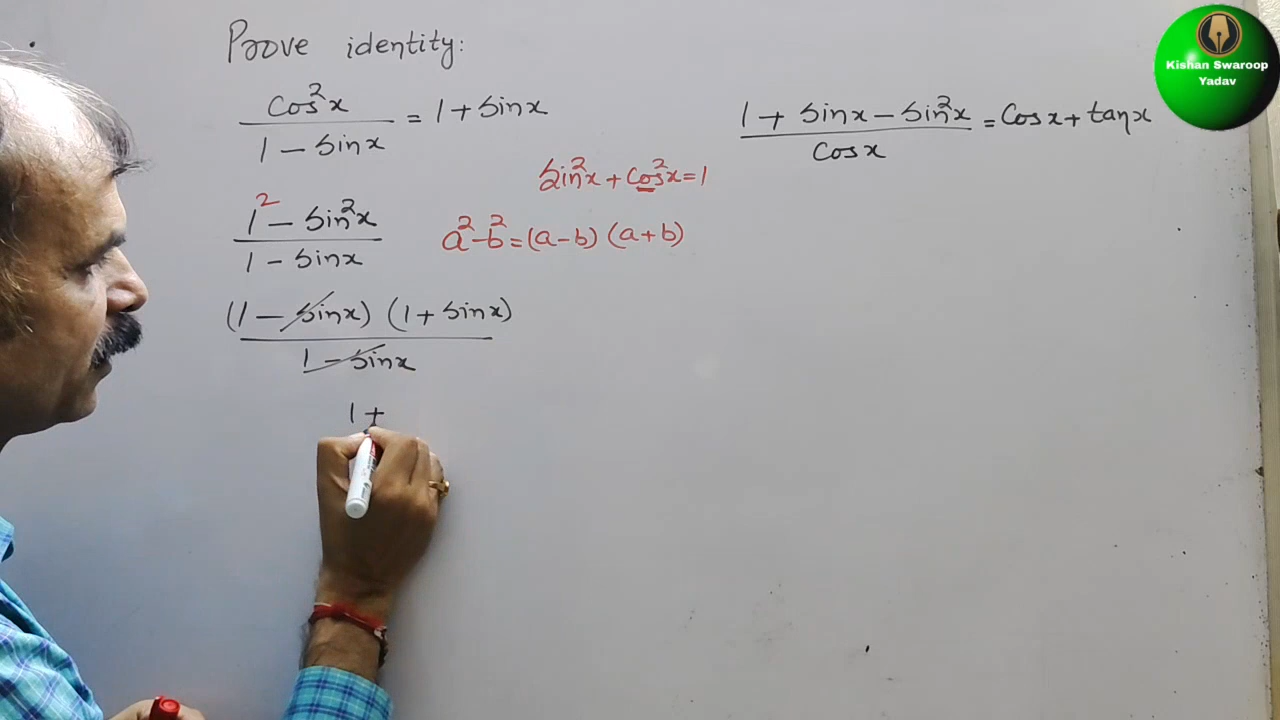 Prove identity:
cos²x / 1 - sinx = 1 + sinx
1² - sin²x / 1 - sinx
(1 - sinx) (1 + sinx) / 1 - sinx
1 +
sin²x + cos²x = 1
a² - b² = (a - b) (a + b)
1 + sinx - sin²x / cosx = cosx + tanx
Kishan Swaroop
Yadav